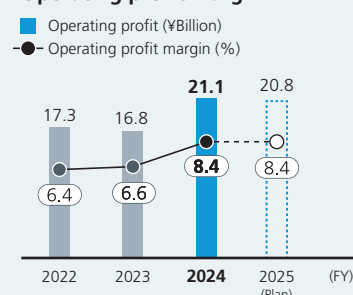 Operating profit (¥Billion)
Operating profit margin (%)
21.1
20.8
17.3
16.8
8.4
8.4
6.4
6.6
2022 2023 2024 2025 (FY)
(Plan)